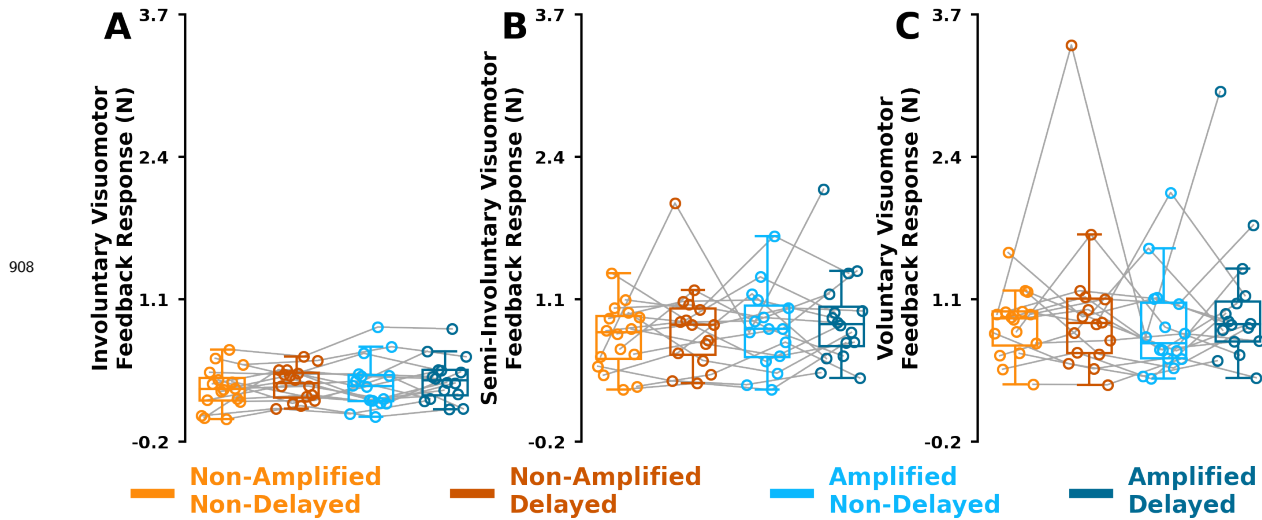 A
B
C
3.7
2.4
1.1
-0.2
Involuntary Visuomotor
Feedback Response (N)
3.7
2.4
1.1
-0.2
Semi-Involuntary Visuomotor
Feedback Response (N)
3.7
2.4
1.1
-0.2
Voluntary Visuomotor
Feedback Response (N)
908
Non-Amplified
Non-Delayed
Non-Amplified
Delayed
Amplified
Non-Delayed
Amplified
Delayed